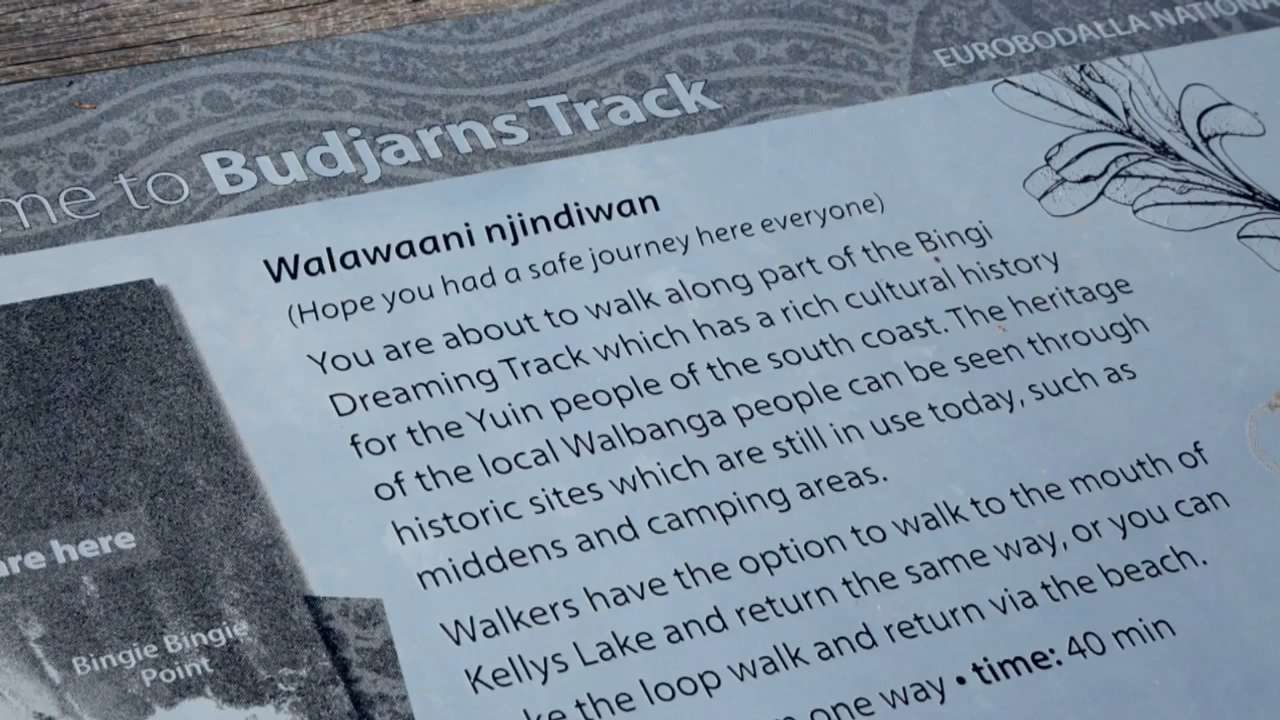 EUROBODALLA
to Budjarns Track
Walawaani njindiwan
(Hope you had a safe journey here everyone)
You are about to walk along part of the Bingi
Dreaming Track which has a rich cultural history
for the Yuin people of the south coast. The heritage
of the local Walbanga people can be seen through
historic sites which are still in use today, such as
middens and camping areas.
Walkers have the option to walk to the mouth of
Kellys Lake and return the same way, or you can
the loop walk and return via the beach.
one way • time: 40 min
here
Bingie Bingie
Point